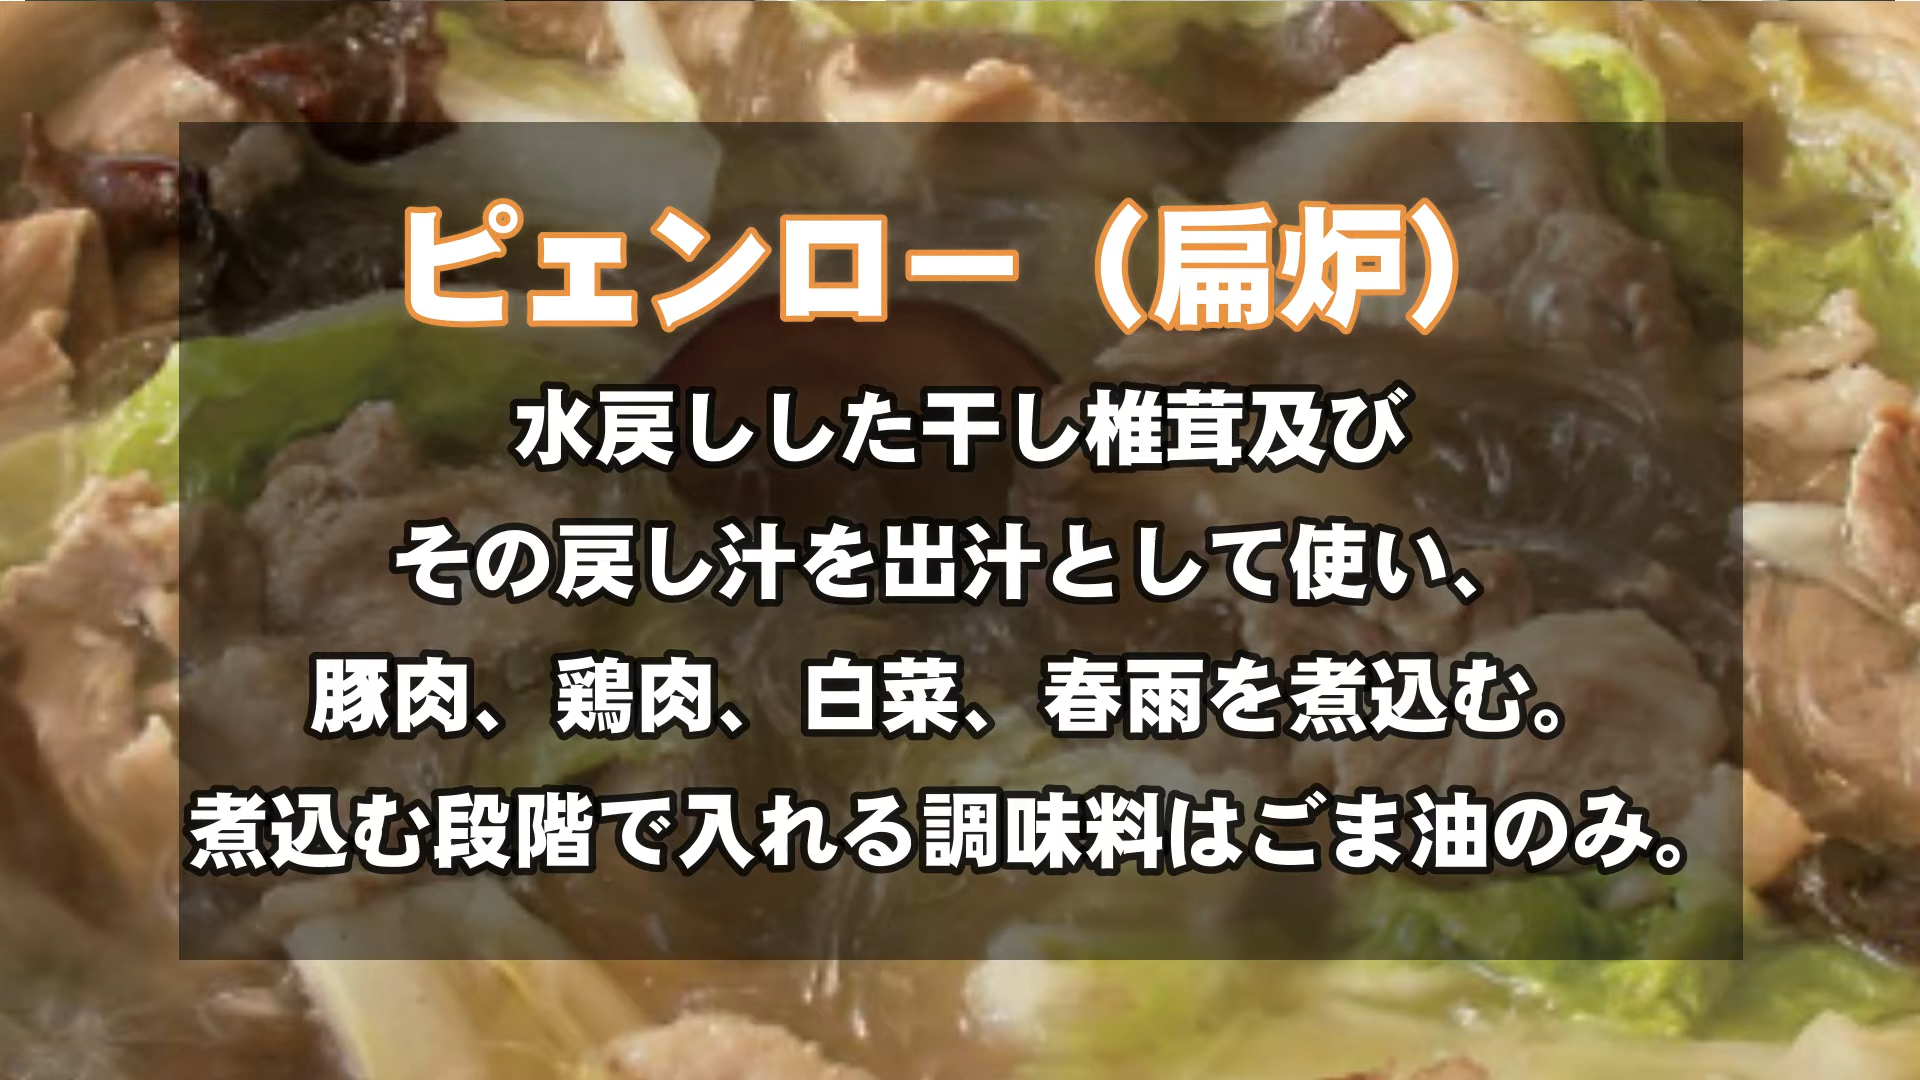 ピェンロー（扁炉）
水戻しした干し椎茸及び
その戻し汁を出汁として使い、
豚肉、鶏肉、白菜、春雨を煮込む。
煮込む段階で入れる調味料はごま油のみ。